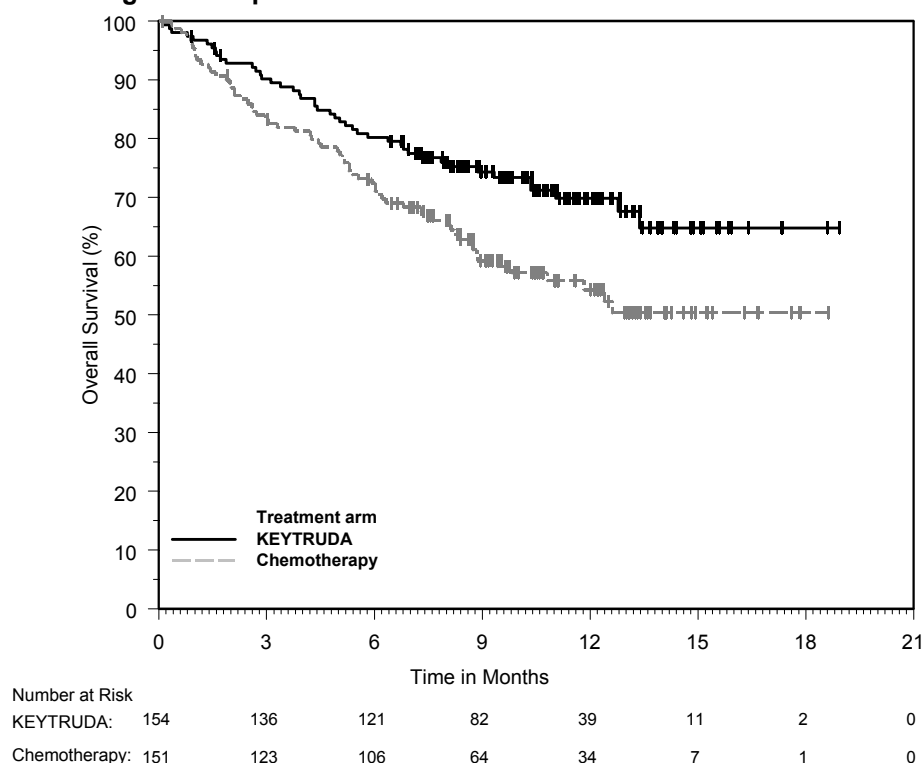 100
90
80
70
60
50
40
30
20
10
0
Overall Survival (%)
Treatment arm
KEYTRUDA
Chemotherapy
0 3 6 9 12 15 18 21
Time in Months
Number at Risk
KEYTRUDA: 154 136 121 82 39 11 2 0
Chemotherapy: 151 123 106 64 34 7 1 0